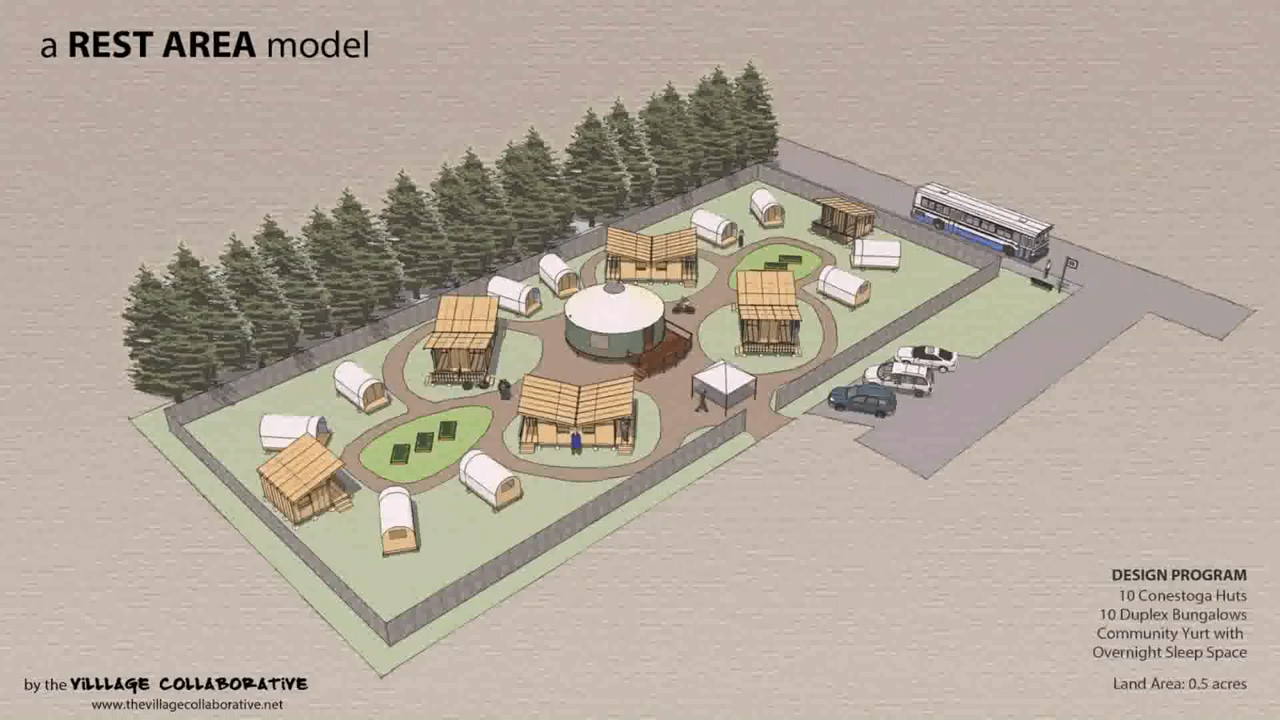 a REST AREA model
DESIGN PROGRAM
10 Conestoga Huts
10 Duplex Bungalows
Community Yurt with
Overnight Sleep Space
Land Area: 0.5 acres
by the ViLLLAGE COLLABORATiVE
www.thevillagecollaborative.net